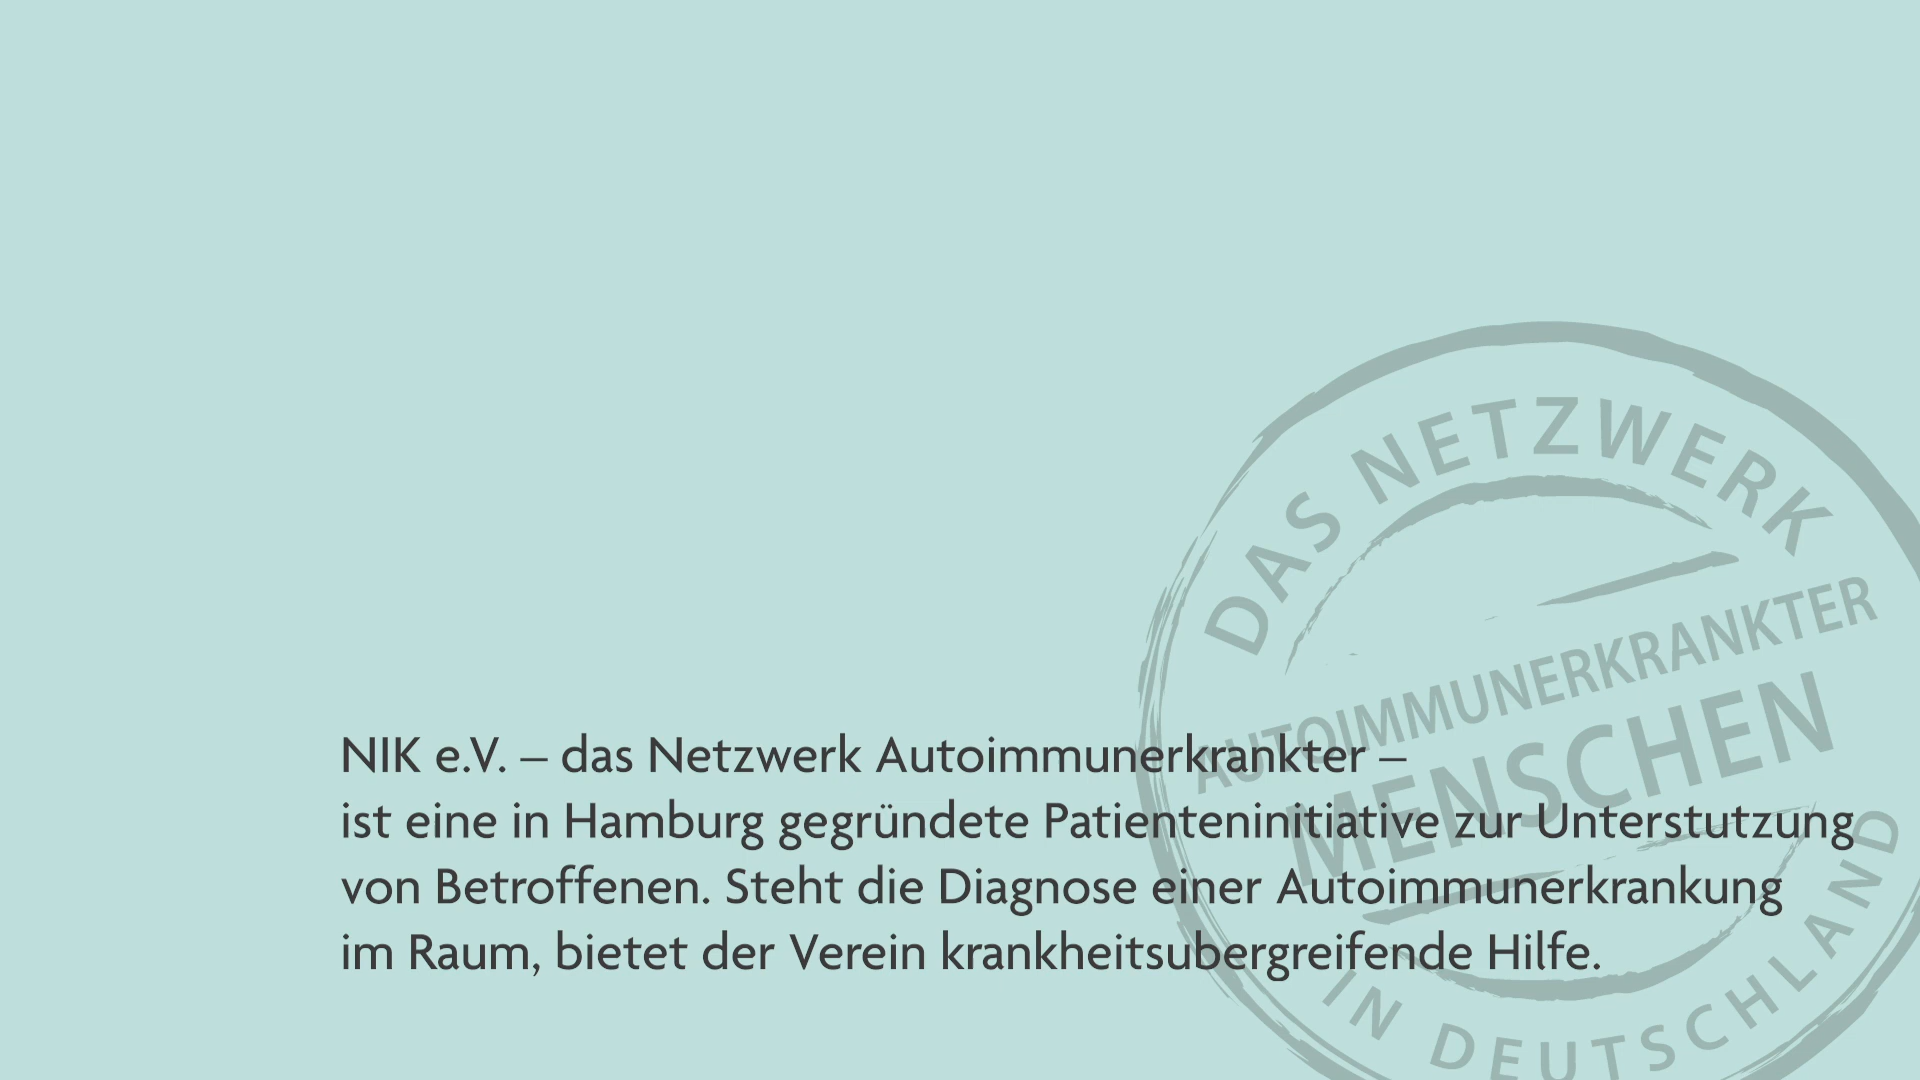 DAS NETZWERK
AUTOIMMUNERKRANKTER
MENSCHEN
IN DEUTSCHLAND
NIK e.V. – das Netzwerk Autoimmunerkrankter –
ist eine in Hamburg gegründete Patienteninitiative zur Unterstutzung
von Betroffenen. Steht die Diagnose einer Autoimmunerkrankung
im Raum, bietet der Verein krankheitsubergreifende Hilfe.